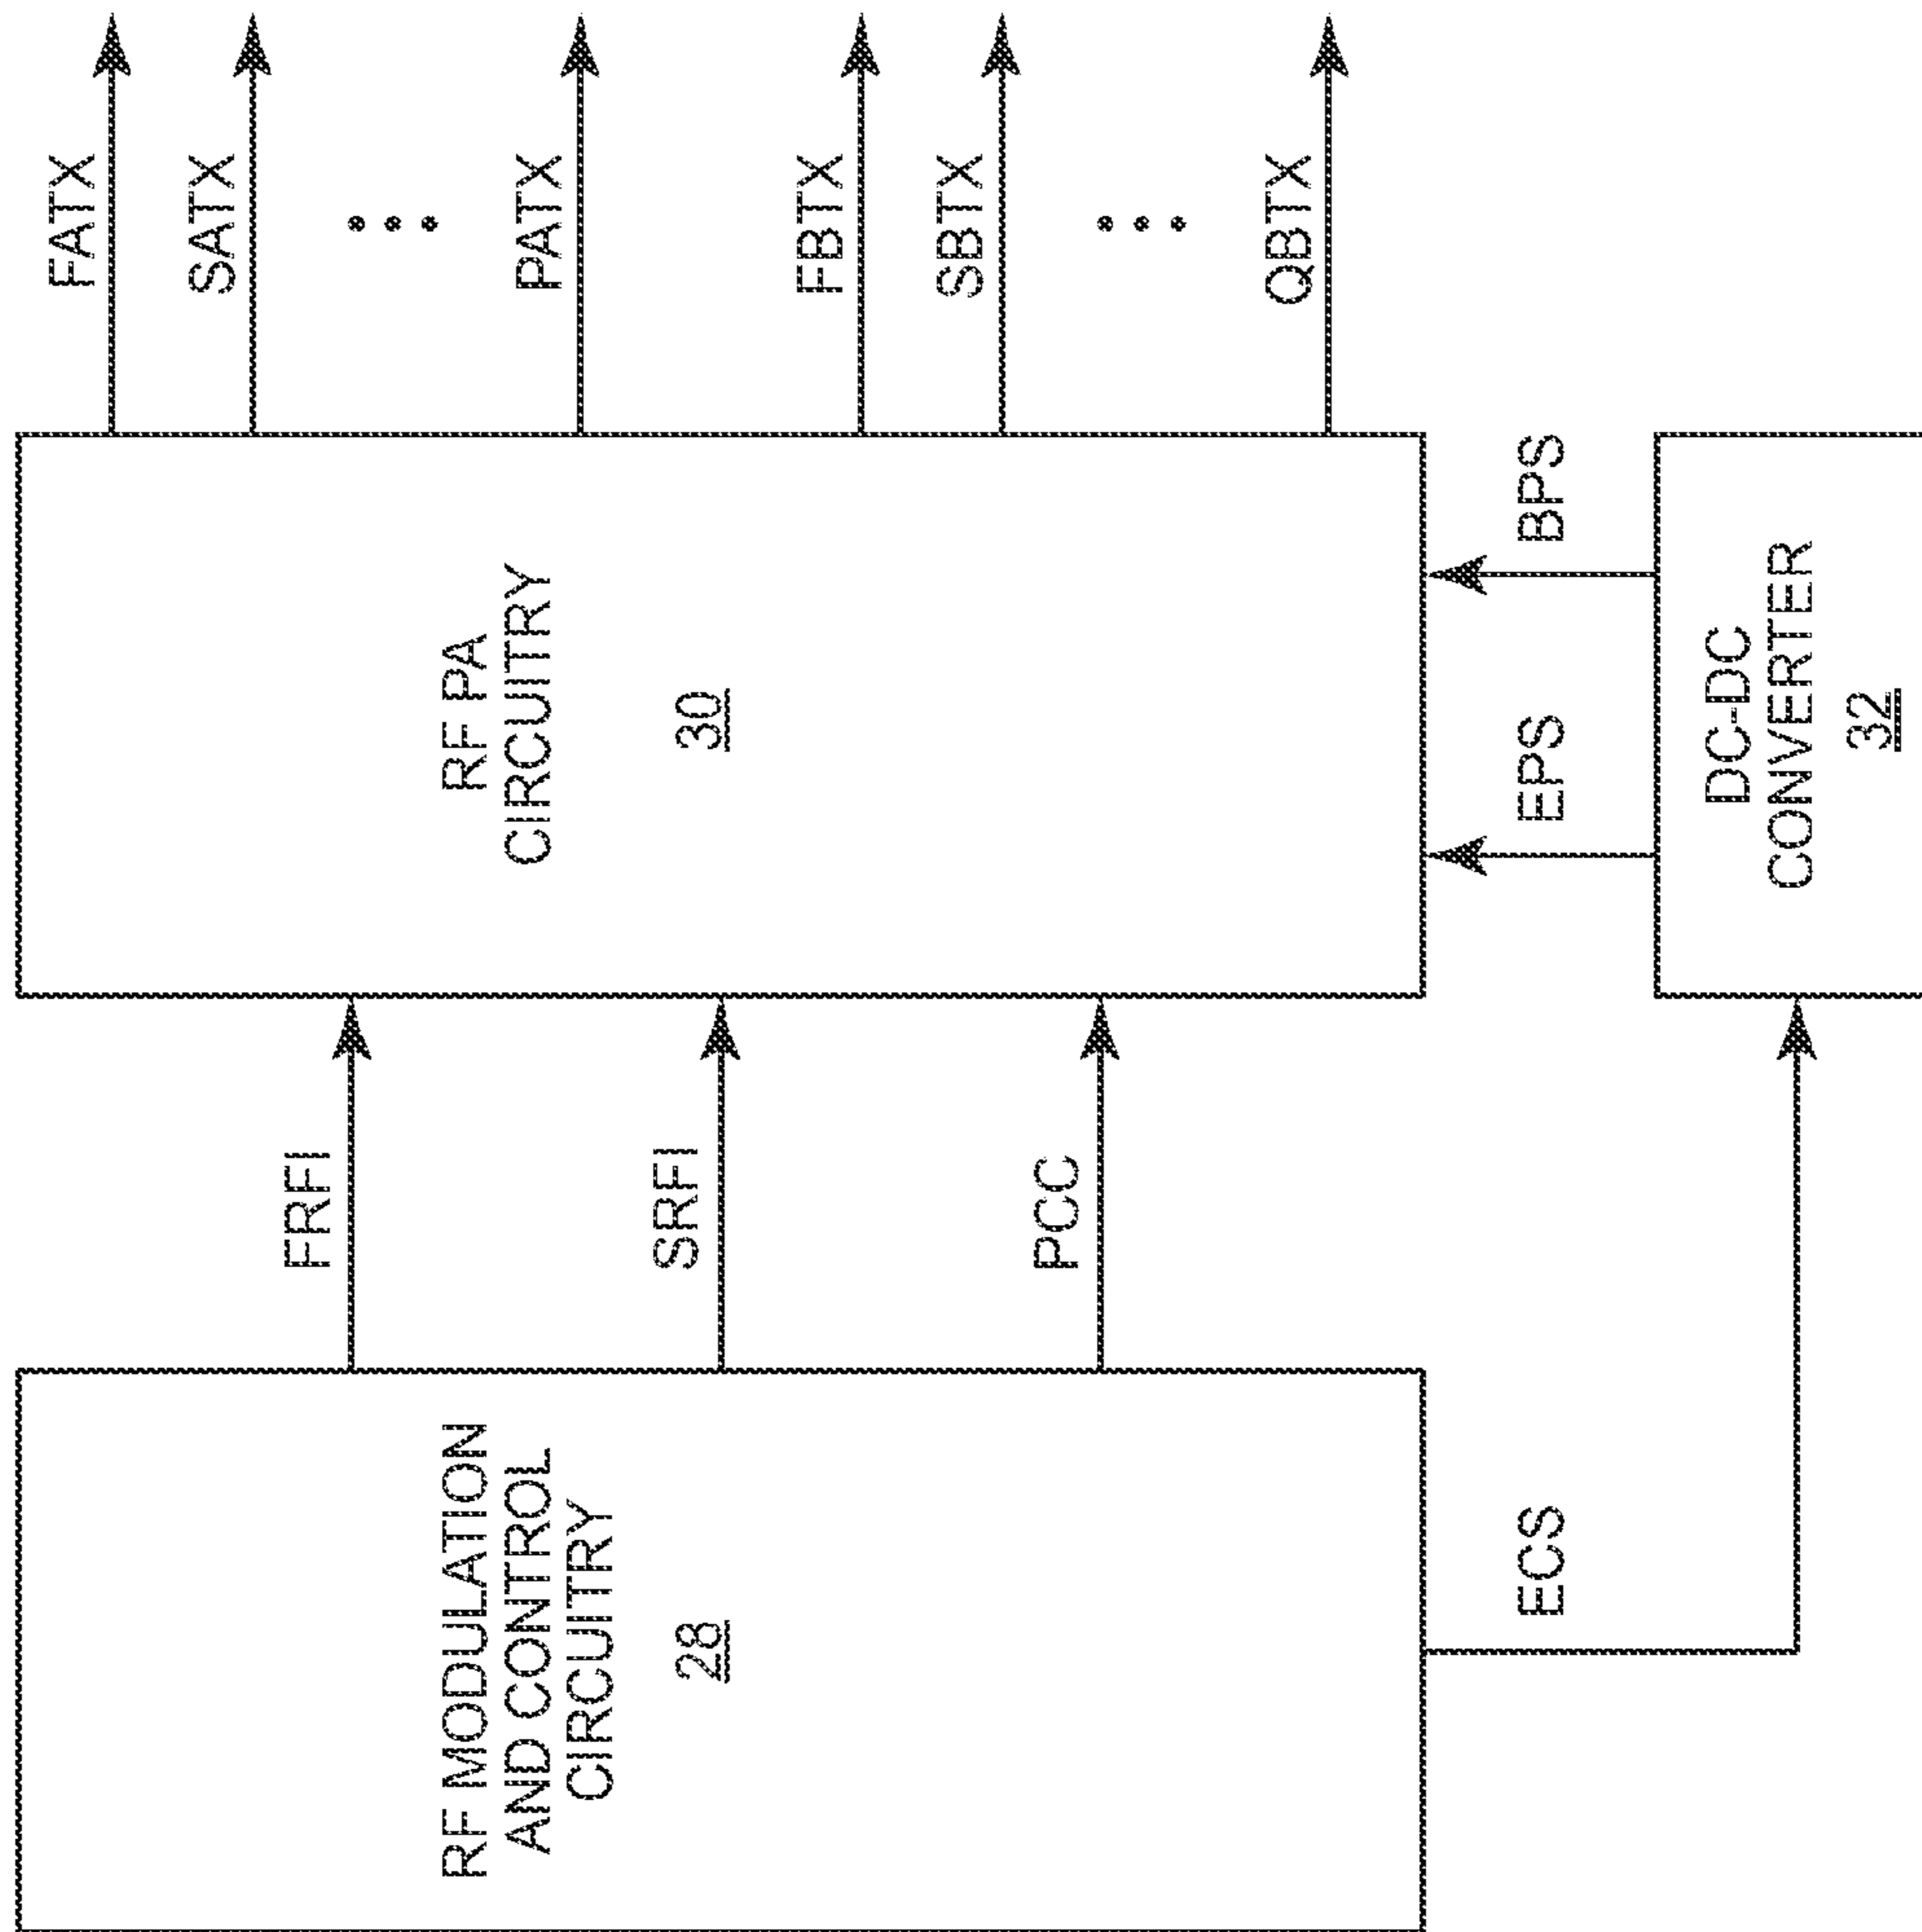 RF MODULATION
AND CONTROL
CIRCUITRY
28
FRFI
SRFI
PCC
ECS
RF PA
CIRCUITRY
30
EPS
BPS
DC-DC
CONVERTER
32
FATX
SATX
PATX
FBTX
SBTX
QBTX